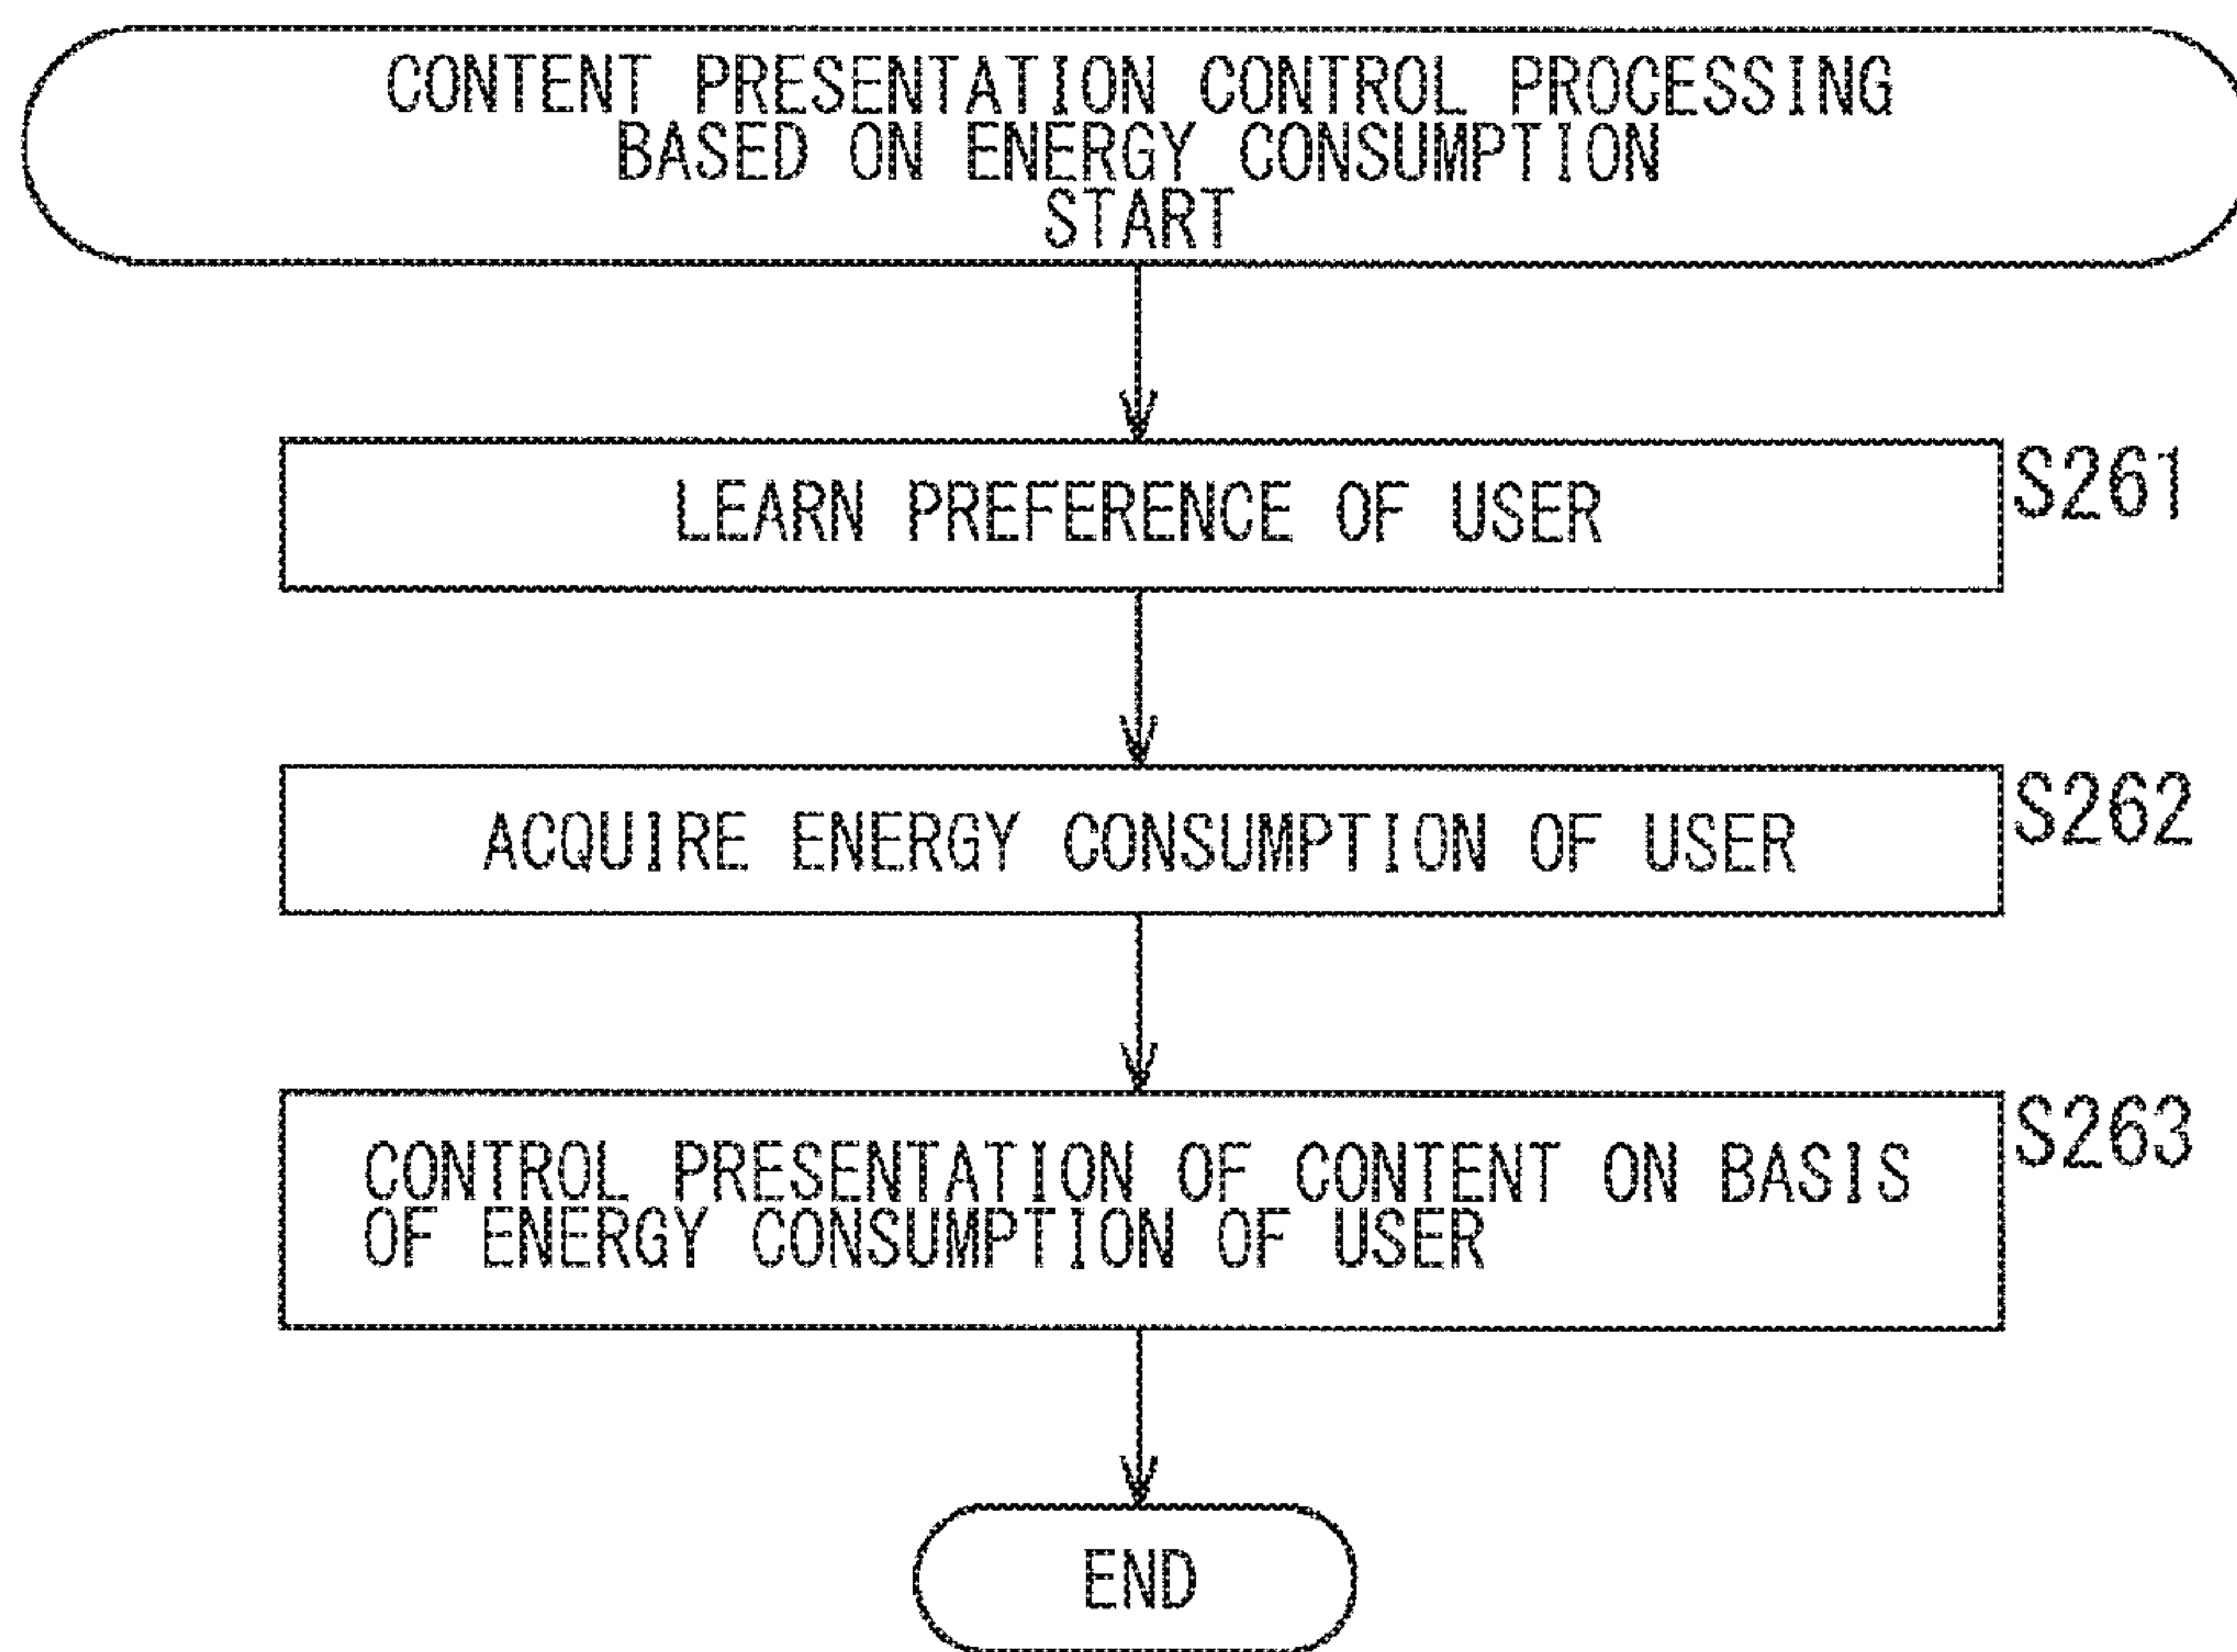 CONTENT PRESENTATION CONTROL PROCESSING
BASED ON ENERGY CONSUMPTION
START
LEARN PREFERENCE OF USER
S261
ACQUIRE ENERGY CONSUMPTION OF USER
S262
CONTROL PRESENTATION OF CONTENT ON BASIS
OF ENERGY CONSUMPTION OF USER
S263
END